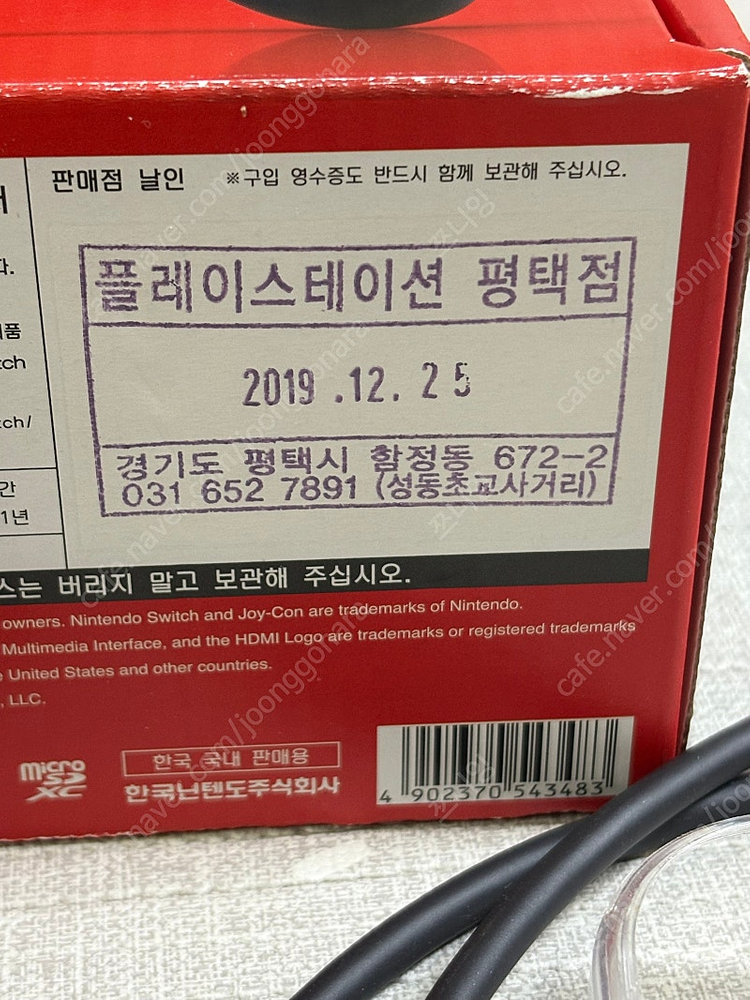 판매점 날인 ※구입 영수증도 반드시 함께 보관해 주십시오.
플레이스테이션 평택점
2019 .12. 25
경기도 평택시 합정동 672-2
031 652 7891 (성동초교사거리)
스는 버리지 말고 보관해 주십시오.
owners. Nintendo Switch and Joy-Con are trademarks of Nintendo.
Multimedia Interface, and the HDMI Logo are trademarks or registered trademarks
United States and other countries.
, LLC.
micro SD XC
한국 국내 판매용
한국닌텐도주식회사
4 902370 543483